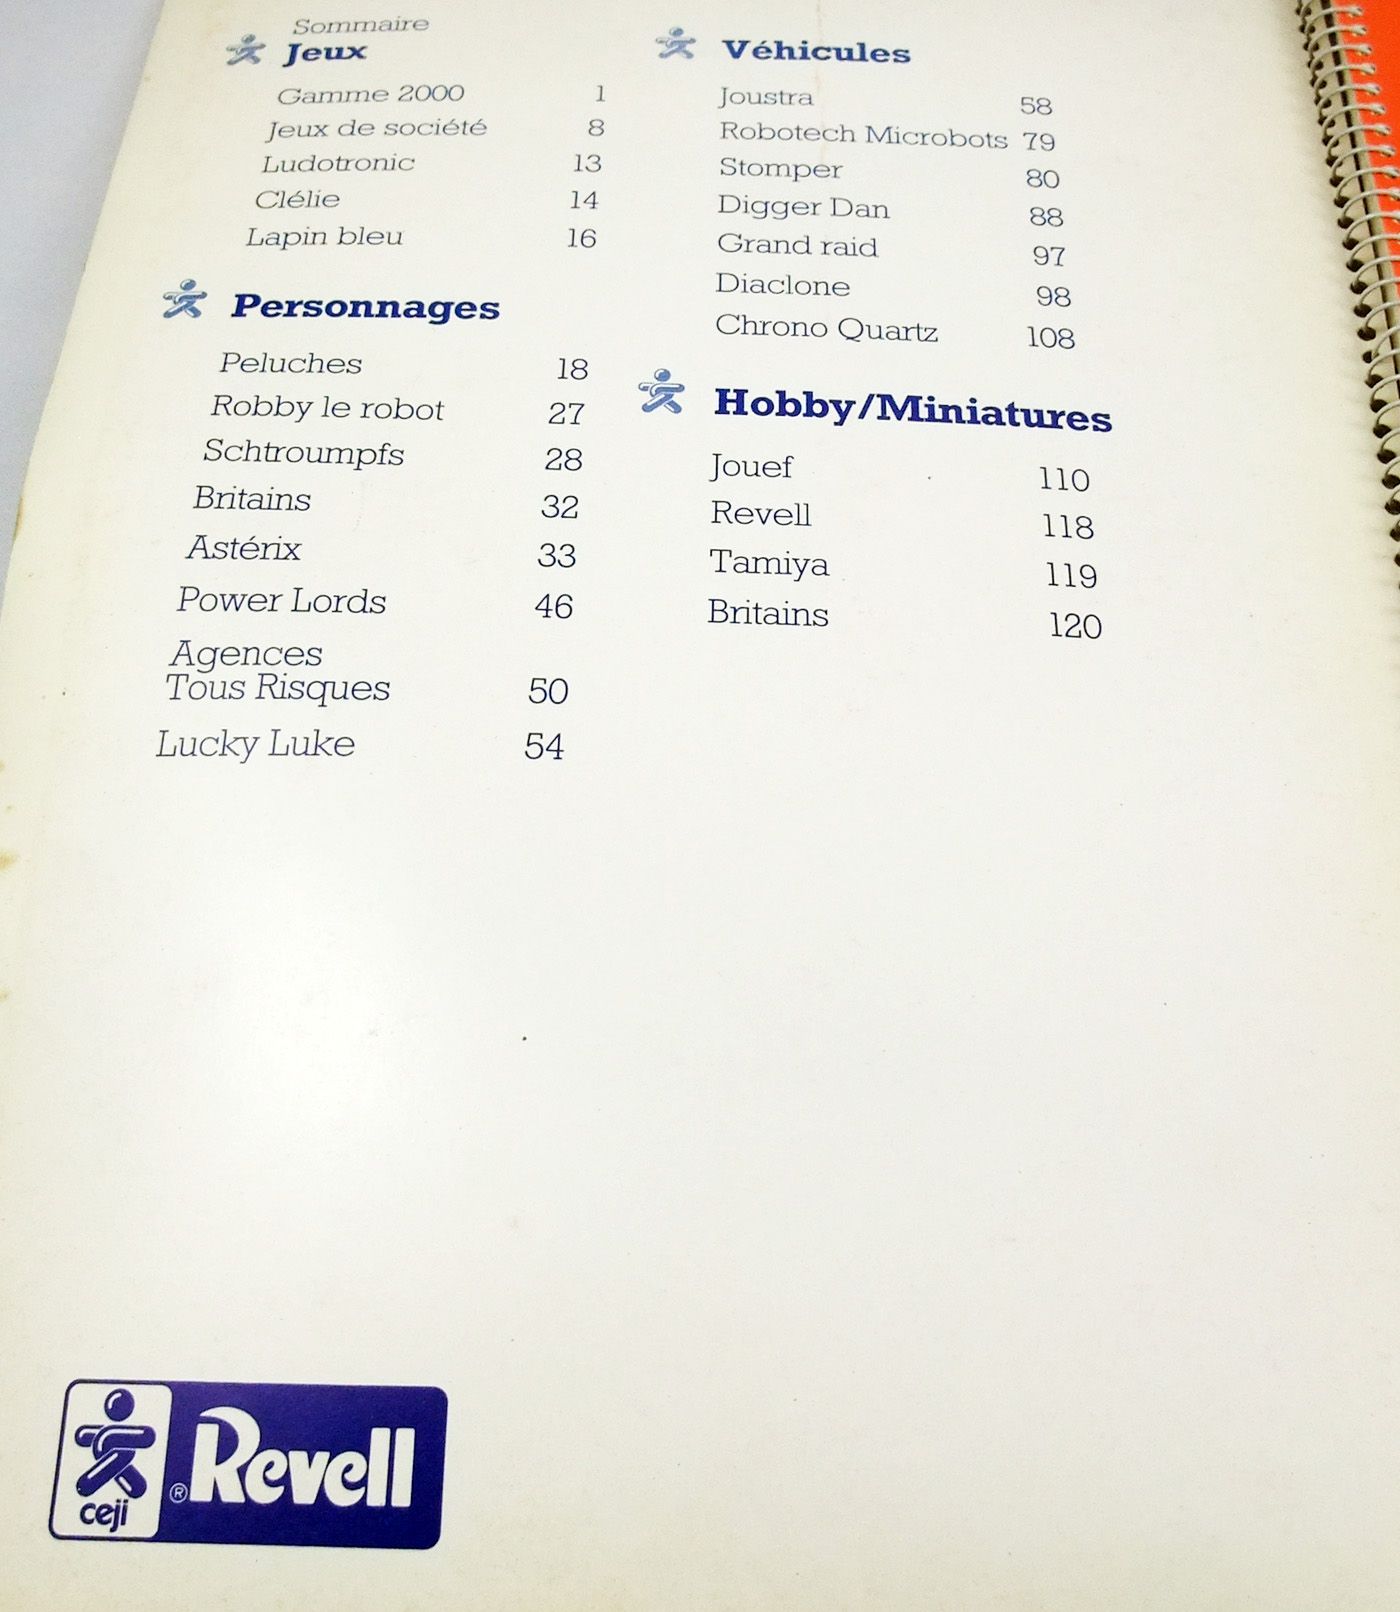 Sommaire
Jeux
Gamme 2000 1
Jeux de société 8
Ludotronic 13
Clélie 14
Lapin bleu 16
Personnages
Peluches 18
Robby le robot 27
Schtroumpfs 28
Britains 32
Astérix 33
Power Lords 46
Agences
Tous Risques 50
Lucky Luke 54
Véhicules
Joustra 58
Robotech Microbots 79
Stomper 80
Digger Dan 88
Grand raid 97
Diaclone 98
Chrono Quartz 108
Hobby/Miniatures
Jouef 110
Revell 118
Tamiya 119
Britains 120
ceji
® Revell